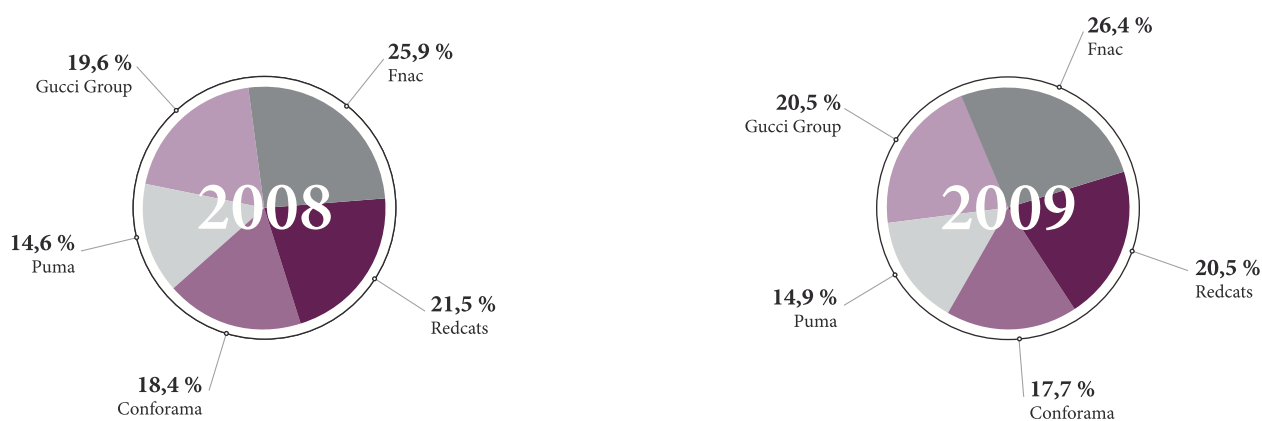 25,9 %
Fnac
19,6 %
Gucci Group
2008
14,6 %
Puma
21,5 %
Redcats
18,4 %
Conforama
26,4 %
Fnac
20,5 %
Gucci Group
2009
20,5 %
Redcats
14,9 %
Puma
17,7 %
Conforama